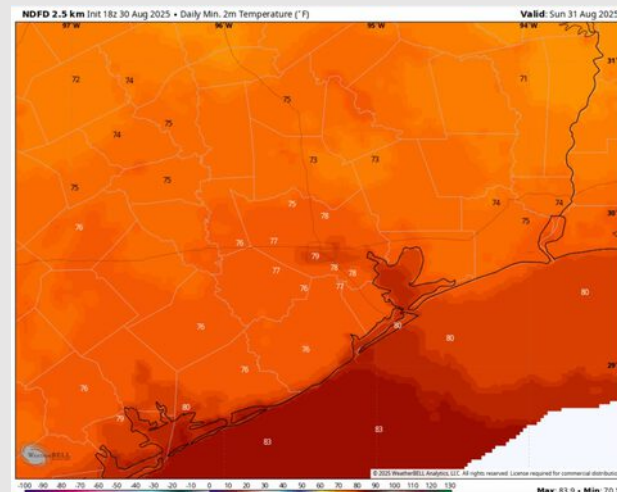 NDFD 2.5 km Init 18z 30 Aug 2025 • Daily Min. 2m Temperature (°F)
Valid: Sun 31 Aug 2025
97°W 96°W 95°W 94°W
31°
72 74 71
75
74 75
73 73
75 75
75 74 74
76 78 75 30
76 77
79
77 78 78
76 77
80
76 80 80
76
76 29
76
79 80
83 83
WeatherBELL
© 2025 WeatherBELL Analytics, LLC. All rights reserved. License required for commercial distribution
-100 -90 -80 -70 -60 -50 -40 -30 -20 -10 0 10 20 30 40 50 60 70 80 90 100 110 120 130
Max: 83.9 • Min: 70.